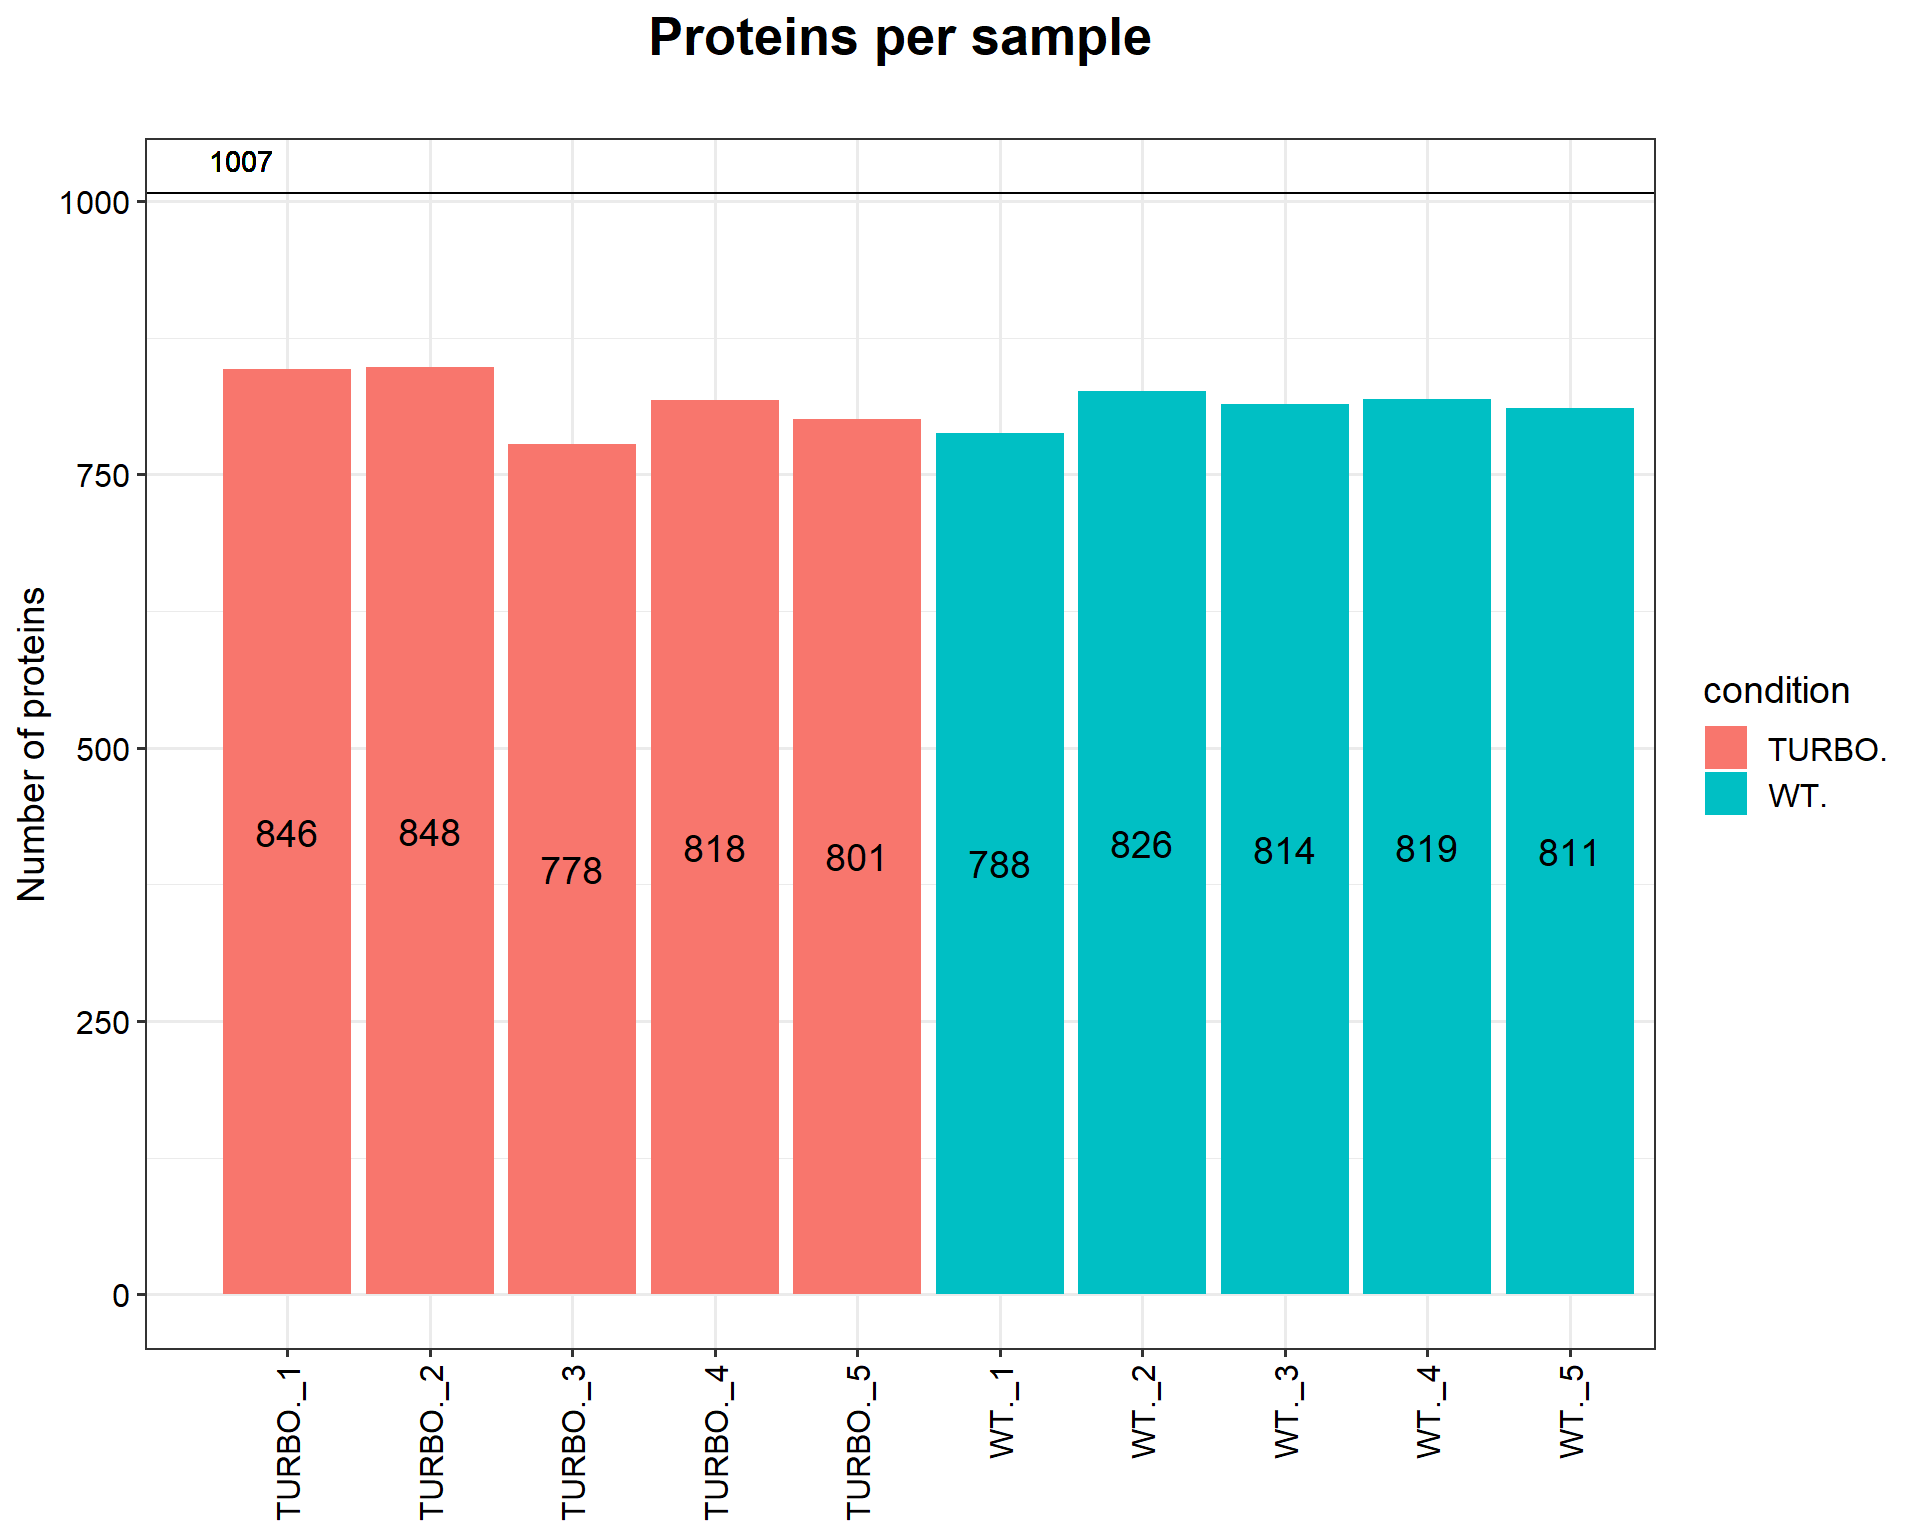 Proteins per sample
1007
1000
750
500
250
0
Number of proteins
846
848
778
818
801
788
826
814
819
811
TURBO._1
TURBO._2
TURBO._3
TURBO._4
TURBO._5
WT._1
WT._2
WT._3
WT._4
WT._5
condition
TURBO.
WT.